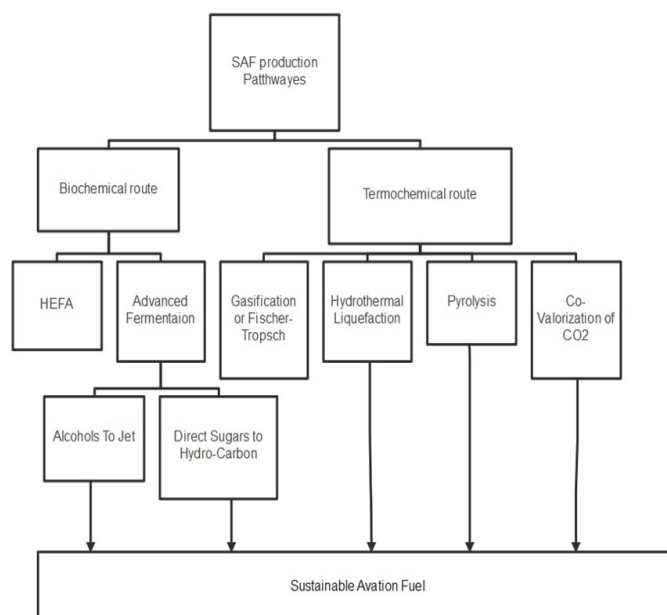 SAF production
Patthwayes
Biochemical route
Termochemical route
HEFA
Advanced
Fermentaion
Gasification
or Fischer-
Tropsch
Hydrothermal
Liquefaction
Pyrolysis
Co-
Valorization of
CO2
Alcohols To Jet
Direct Sugars to
Hydro-Carbon
Sustainable Avation Fuel